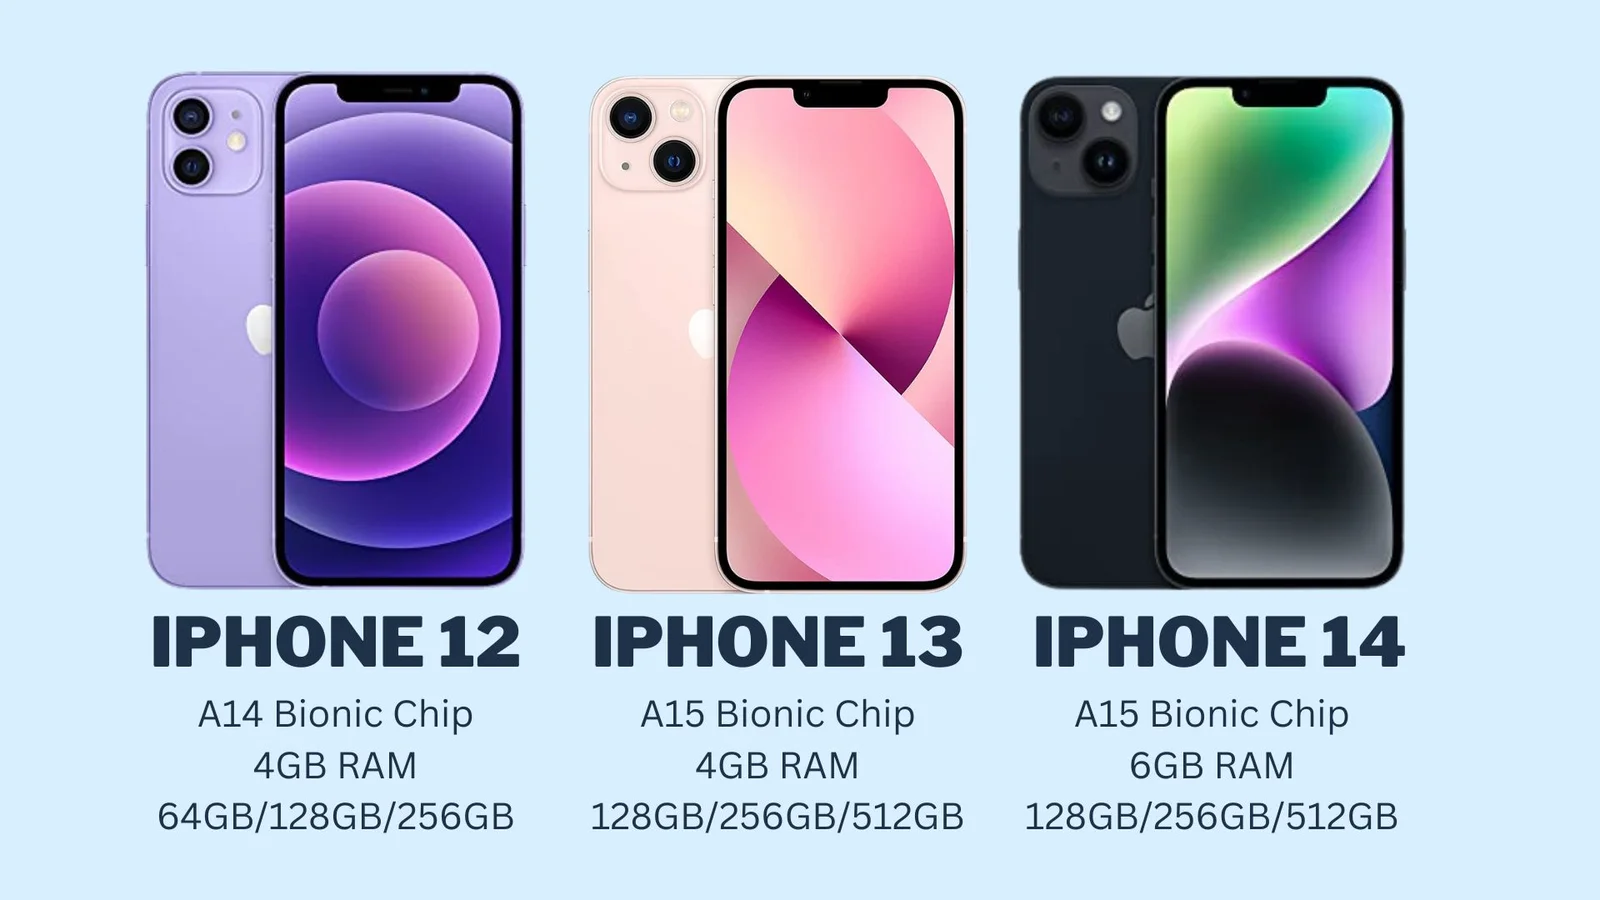 IPHONE 12
A14 Bionic Chip
4GB RAM
64GB/128GB/256GB
IPHONE 13
A15 Bionic Chip
4GB RAM
128GB/256GB/512GB
IPHONE 14
A15 Bionic Chip
6GB RAM
128GB/256GB/512GB